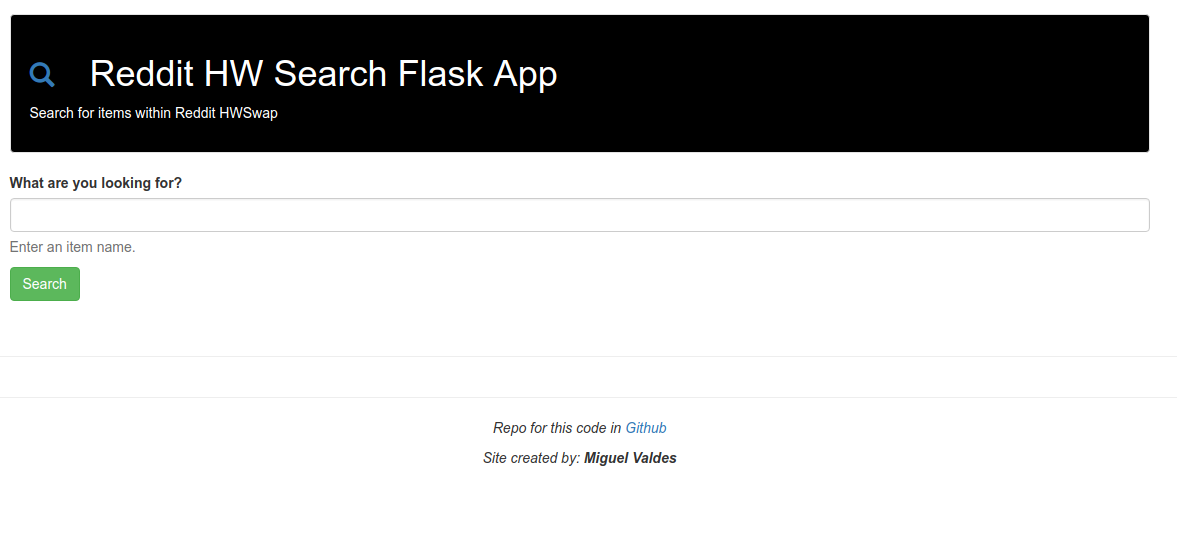 Reddit HW Search Flask App
Search for items within Reddit HWSwap
What are you looking for?
Enter an item name.
Search
Repo for this code in Github
Site created by: Miguel Valdes